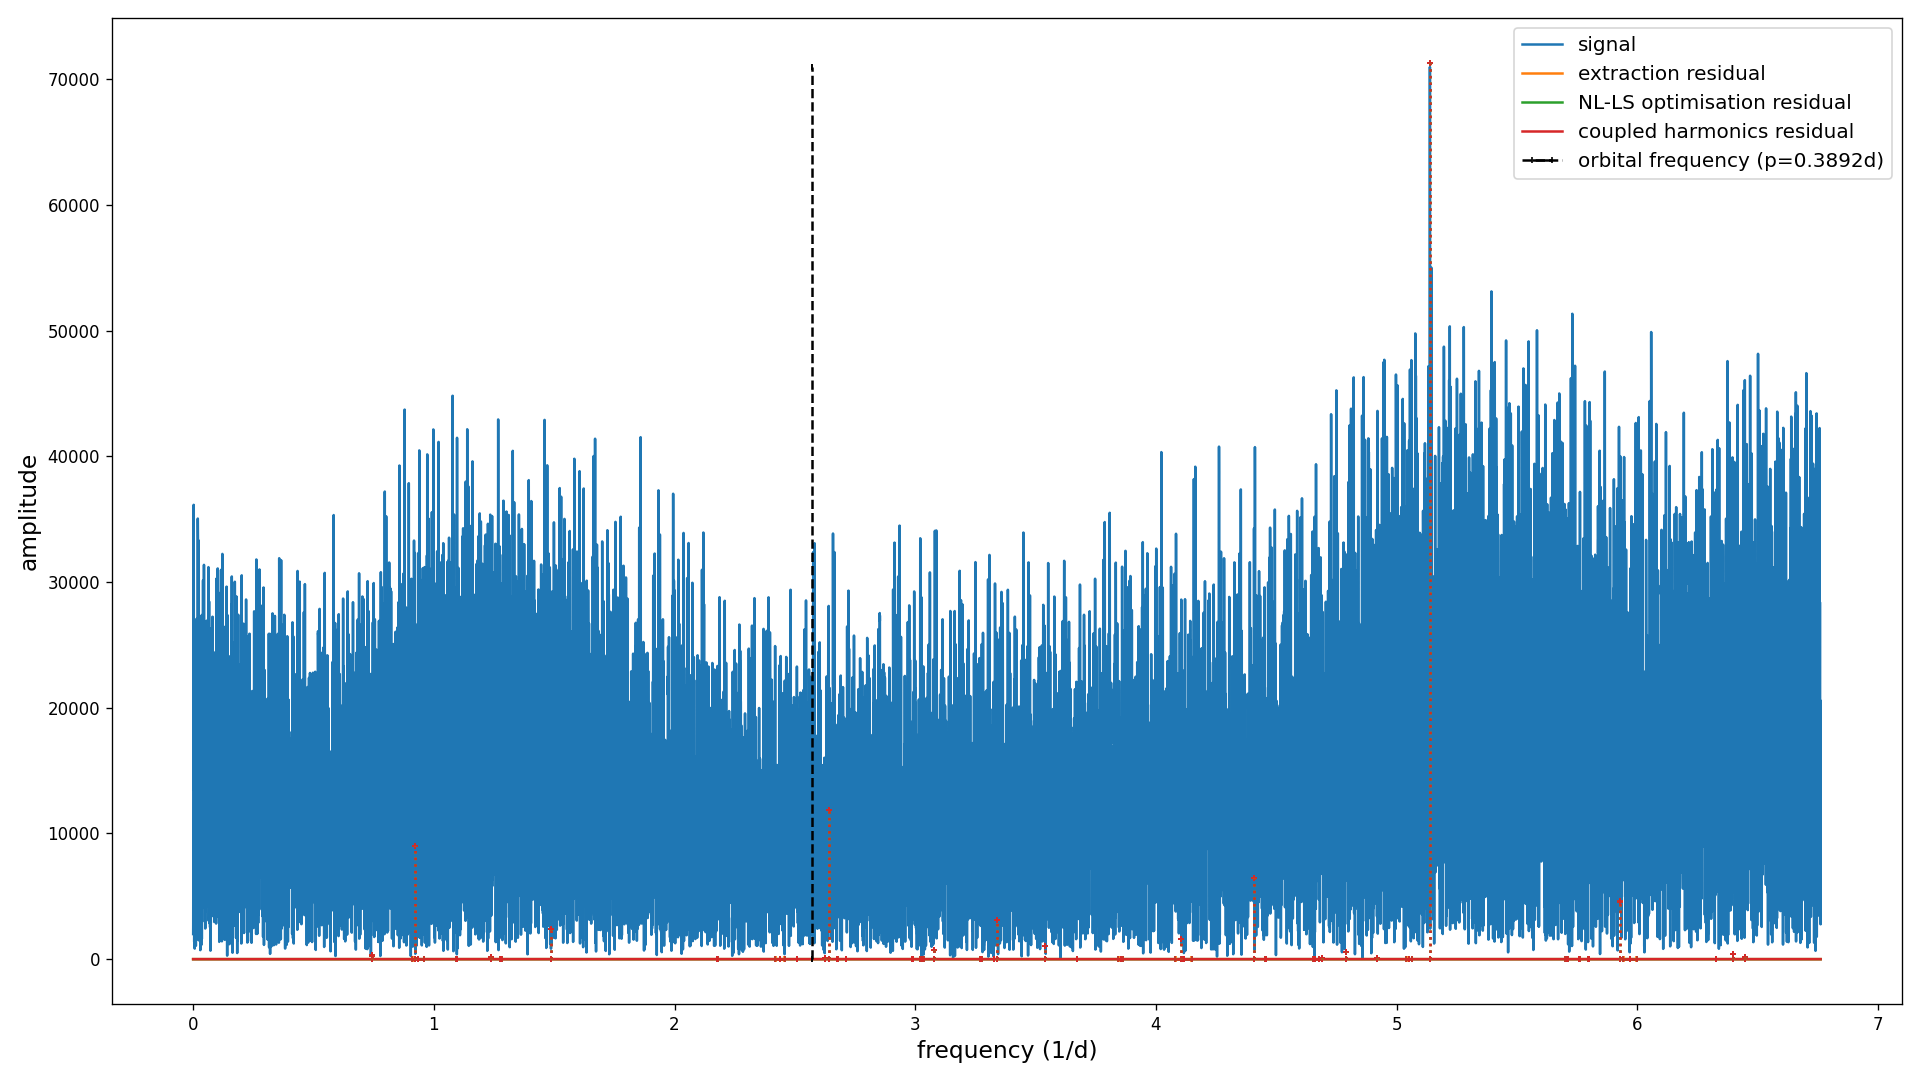 signal
extraction residual
NL-LS optimisation residual
coupled harmonics residual
orbital frequency (p=0.3892d)
70000
60000
50000
40000
30000
20000
10000
0
amplitude
0 1 2 3 4 5 6 7
frequency (1/d)